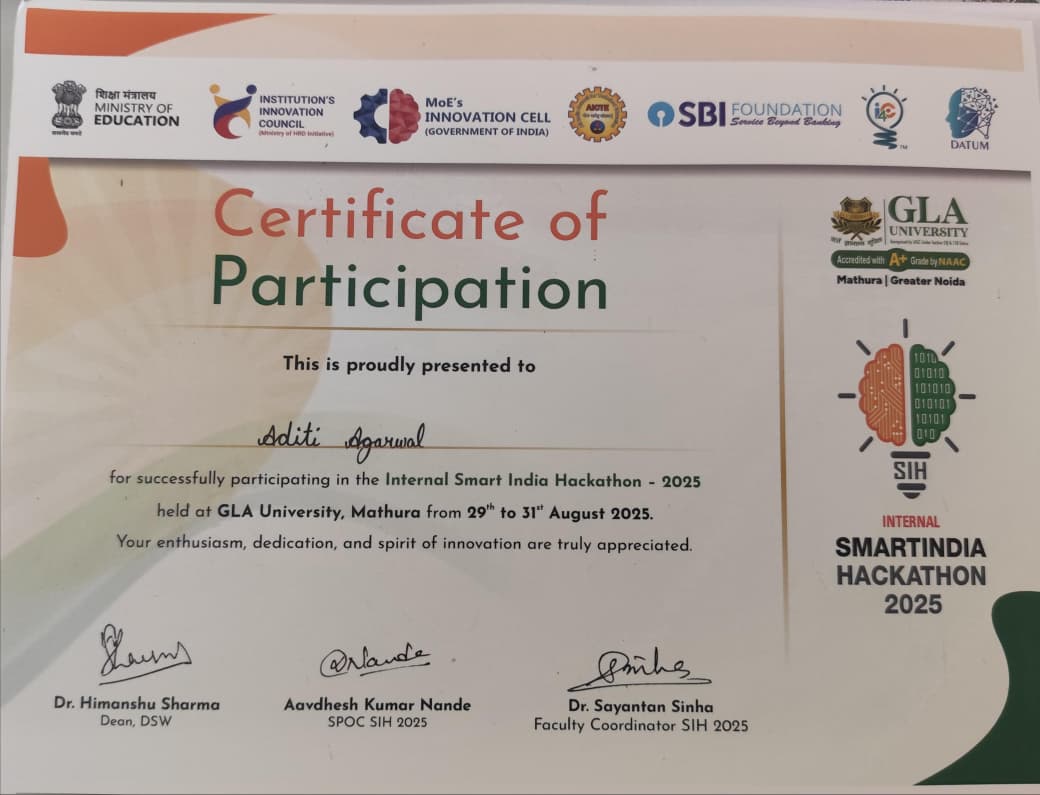 शिक्षा मंत्रालय
MINISTRY OF
EDUCATION
सत्यमेव जयते
INSTITUTION'S
INNOVATION
COUNCIL
(Ministry of HRD Initiative)
MoE's
INNOVATION CELL
(GOVERNMENT OF INDIA)
AICTE
SBI FOUNDATION
Service Beyond Banking
TM
DATUM
Certificate of
Participation
This is proudly presented to
Aditi Agarwal
for successfully participating in the Internal Smart India Hackathon – 2025
held at GLA University, Mathura from 29th to 31st August 2025.
Your enthusiasm, dedication, and spirit of innovation are truly appreciated.
Dr. Himanshu Sharma
Dean, DSW
Aavdhesh Kumar Nande
SPOC SIH 2025
Dr. Sayantan Sinha
Faculty Coordinator SIH 2025
GLA
UNIVERSITY
Accredited with A+ Grade by NAAC
Mathura | Greater Noida
1010
01010
101010
010101
10101
010
SIH
INTERNAL
SMARTINDIA
HACKATHON
2025